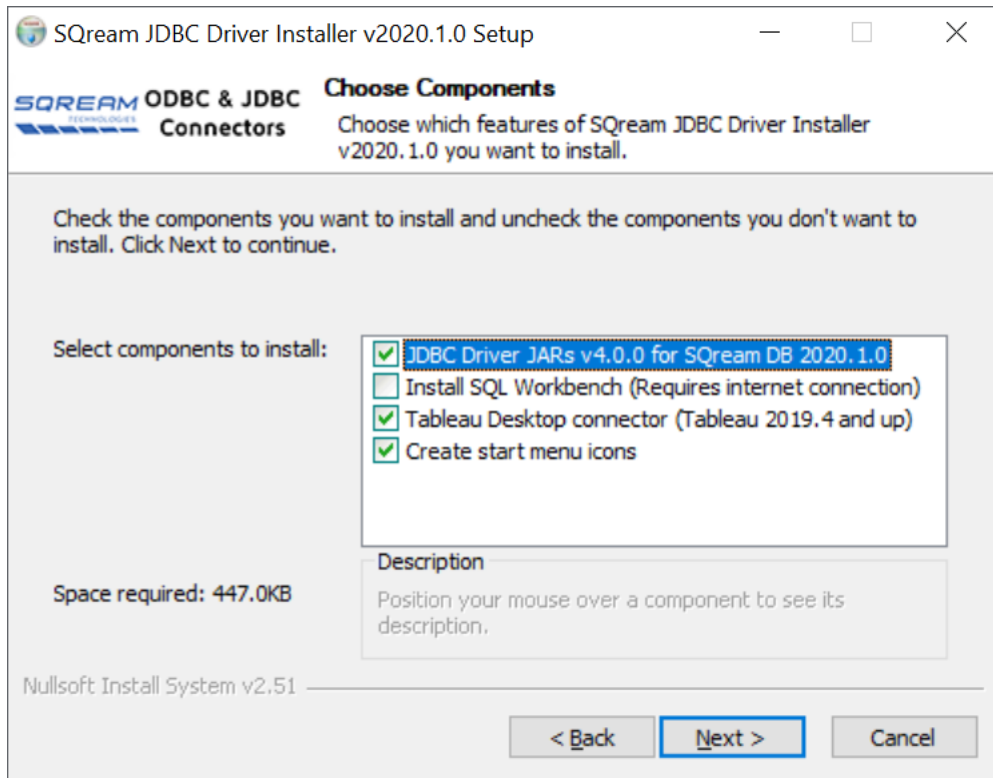 SQream JDBC Driver Installer v2020.1.0 Setup
SQREAM
TECHNOLOGIES
ODBC & JDBC
Connectors
Choose Components
Choose which features of SQream JDBC Driver Installer
v2020.1.0 you want to install.
Check the components you want to install and uncheck the components you don't want to
install. Click Next to continue.
Select components to install:
JDBC Driver JARs v4.0.0 for SQream DB 2020.1.0
Install SQL Workbench (Requires internet connection)
Tableau Desktop connector (Tableau 2019.4 and up)
Create start menu icons
Space required: 447.0KB
Description
Position your mouse over a component to see its
description.
Nullsoft Install System v2.51
< Back
Next >
Cancel